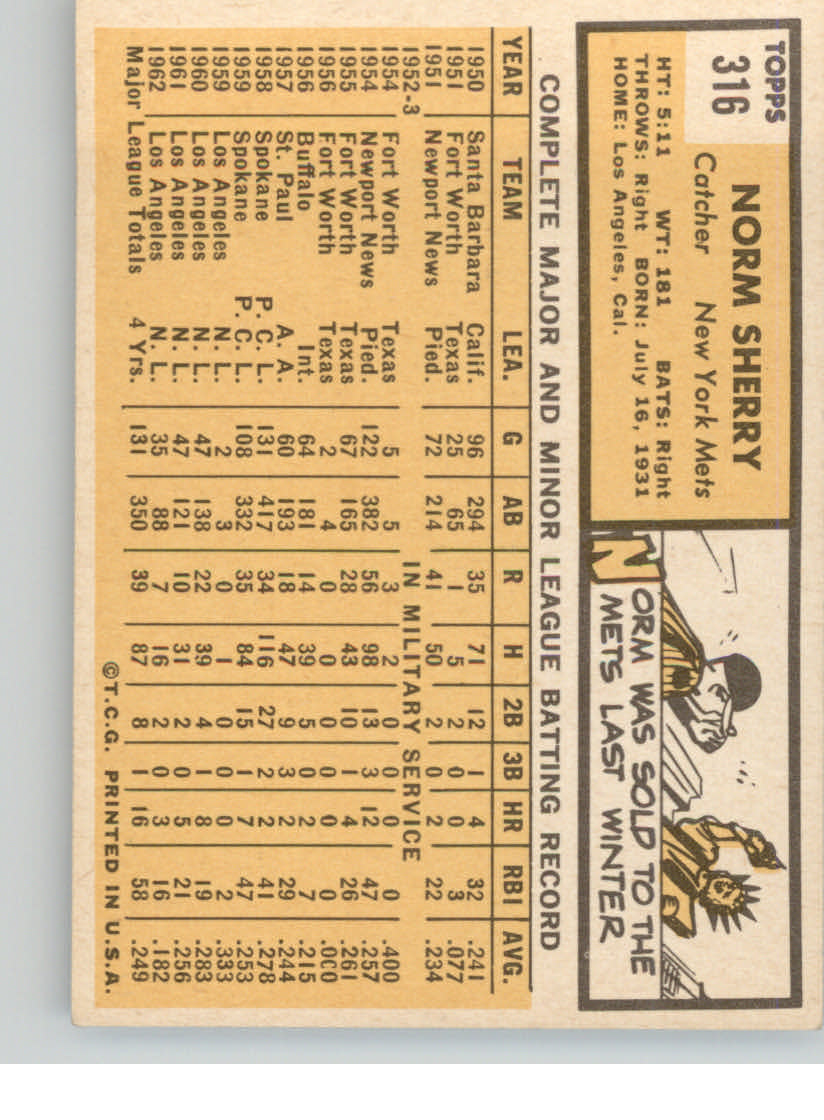 TOPPS
316
NORM SHERRY
Catcher New York Mets
HT: 5:11 WT: 181 BATS: Right
THROWS: Right BORN: July 16, 1931
HOME: Los Angeles, Cal.
NORM WAS SOLD TO THE
METS LAST WINTER
COMPLETE MAJOR AND MINOR LEAGUE BATTING RECORD
YEAR TEAM LEA. G AB R H 2B 3B HR RBI AVG.
1950 Santa Barbara Calif. 96 294 35 71 12 1 4 32 .241
1951 Fort Worth Texas 25 65 1 5 2 0 0 3 .077
1951 Newport News Pied. 72 214 41 50 2 0 2 22 .234
1952-3 IN MILITARY SERVICE
1954 Fort Worth Texas 5 5 3 2 0 0 0 0 .400
1954 Newport News Pied. 122 382 56 98 13 3 12 47 .257
1955 Fort Worth Texas 67 165 28 43 10 1 4 26 .261
1956 Fort Worth Texas 2 4 0 0 0 0 0 0 .000
1956 Buffalo Int. 64 181 14 39 5 0 2 7 .215
1957 St. Paul A. A. 60 193 18 47 9 3 2 29 .244
1958 Spokane P. C. L. 131 417 34 116 27 2 2 41 .278
1959 Spokane P. C. L. 108 332 35 84 15 1 7 47 .253
1959 Los Angeles N. L. 2 3 0 1 0 0 0 2 .333
1960 Los Angeles N. L. 47 138 22 39 4 1 8 19 .283
1961 Los Angeles N. L. 47 121 10 31 2 0 5 21 .256
1962 Los Angeles N. L. 35 88 7 16 2 0 3 16 .182
Major League Totals 4 Yrs. 131 350 39 87 8 1 16 58 .249
©T.C.G. PRINTED IN U.S.A.